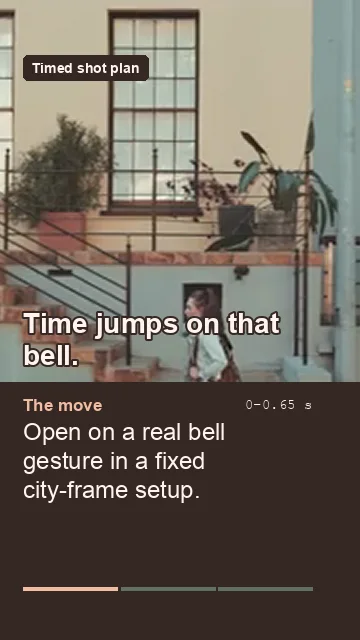 Timed shot plan
Time jumps on that
bell.
The move
0–0.65 s
Open on a real bell
gesture in a fixed
city-frame setup.